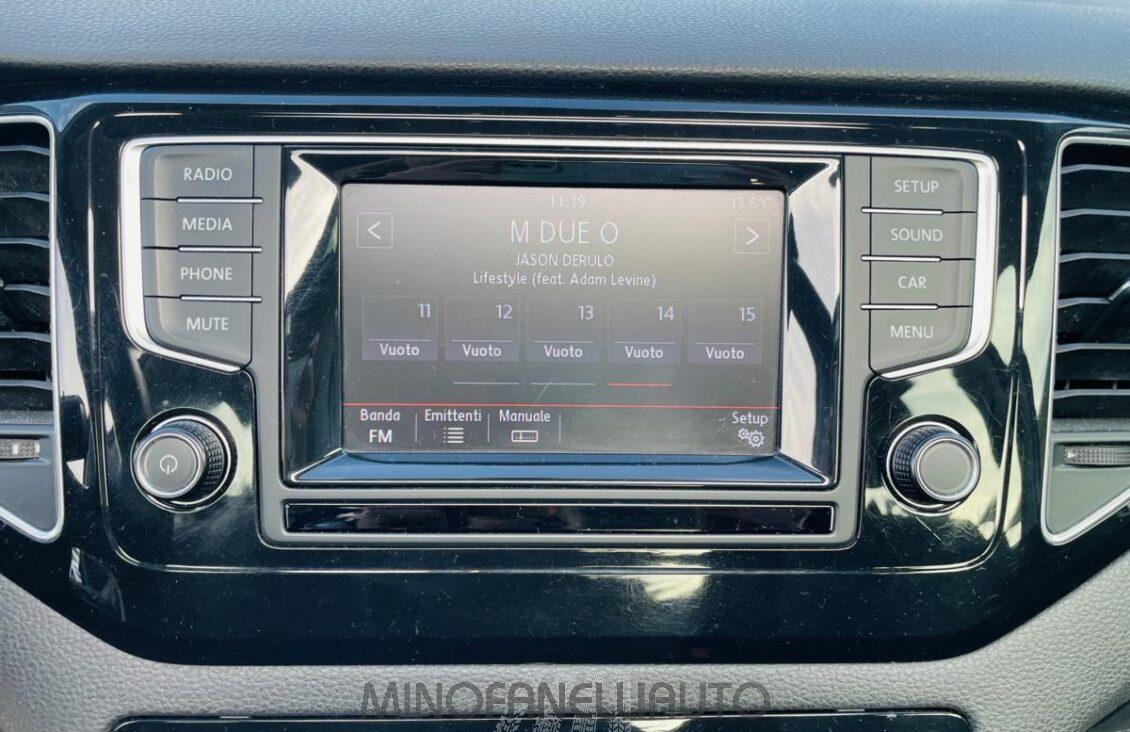 RADIO
MEDIA
PHONE
MUTE
11:19
15.5°C
<
M DUE O
>
JASON DERULO
Lifestyle (feat. Adam Levine)
11 12 13 14 15
Vuoto Vuoto Vuoto Vuoto Vuoto
Banda Emittenti Manuale Setup
FM
SETUP
SOUND
CAR
MENU
MINOFANELLIAUTO